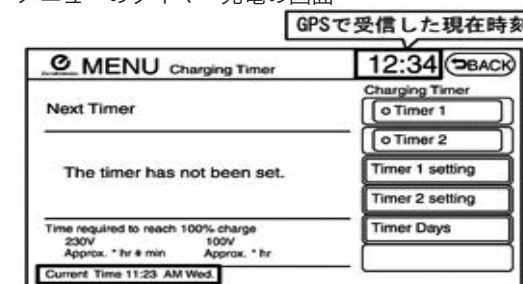 メニューのタイマー充電の画面
GPSで受信した現在時刻
MENU Charging Timer
12:34
BACK
Next Timer
The timer has not been set.
Time required to reach 100% charge
230V 100V
Approx. * hr # min Approx. * hr
Current Time 11:23 AM Wed.
Charging Timer
Timer 1
Timer 2
Timer 1 setting
Timer 2 setting
Timer Days